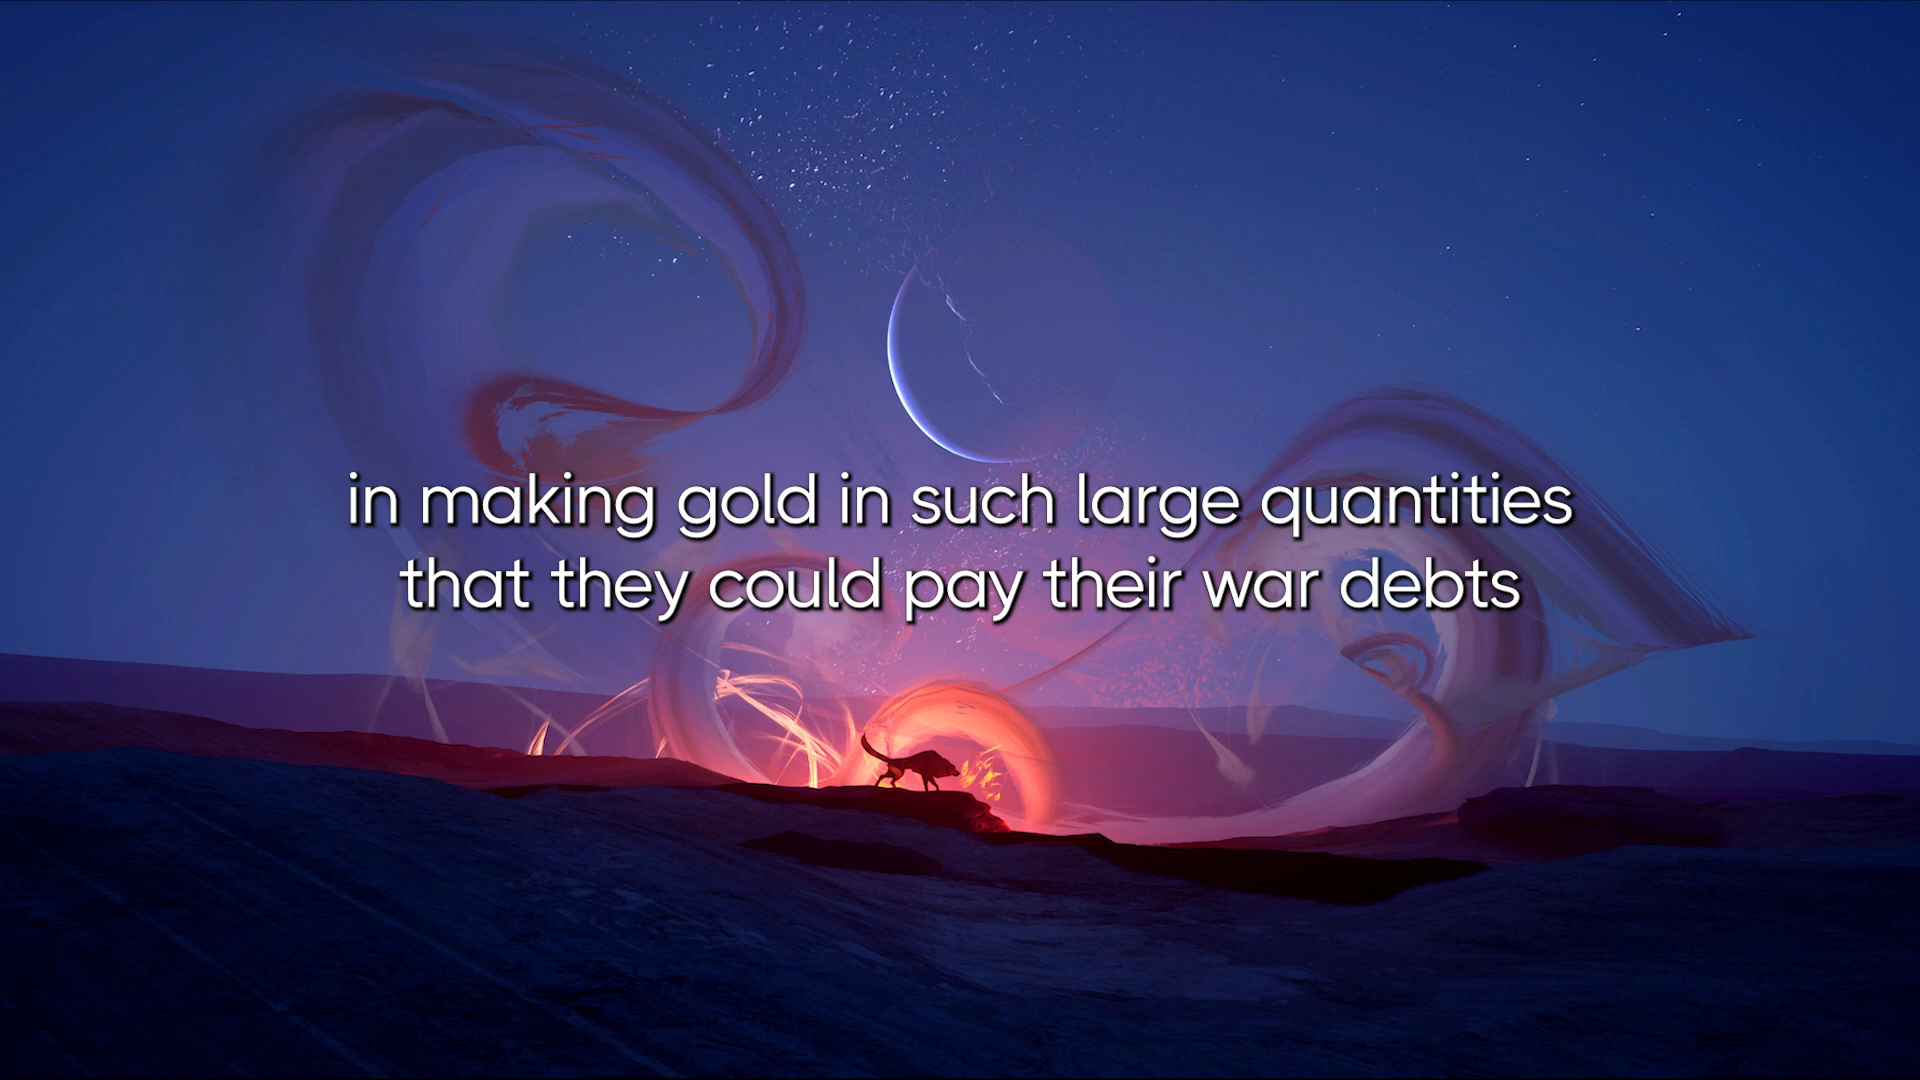 in making gold in such large quantities
that they could pay their war debts